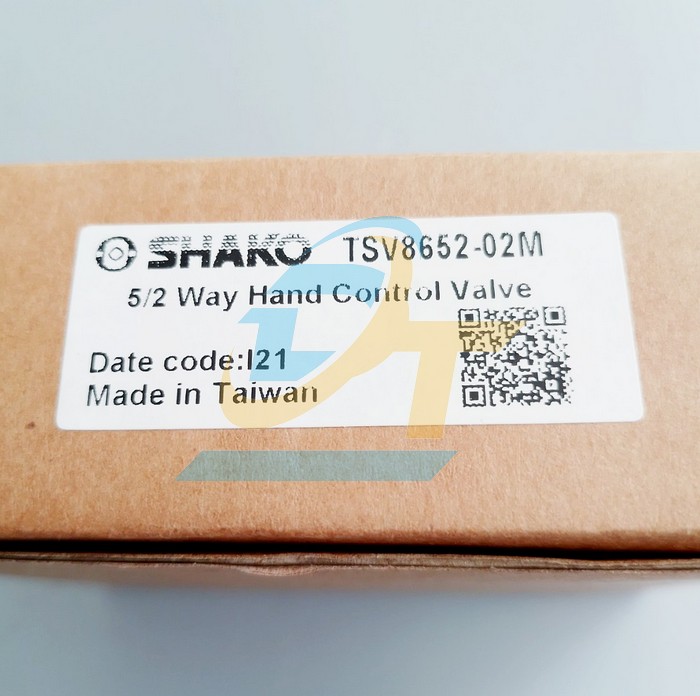 SHAKO TSV8652-02M
5/2 Way Hand Control Valve
Date code:I21
Made in Taiwan